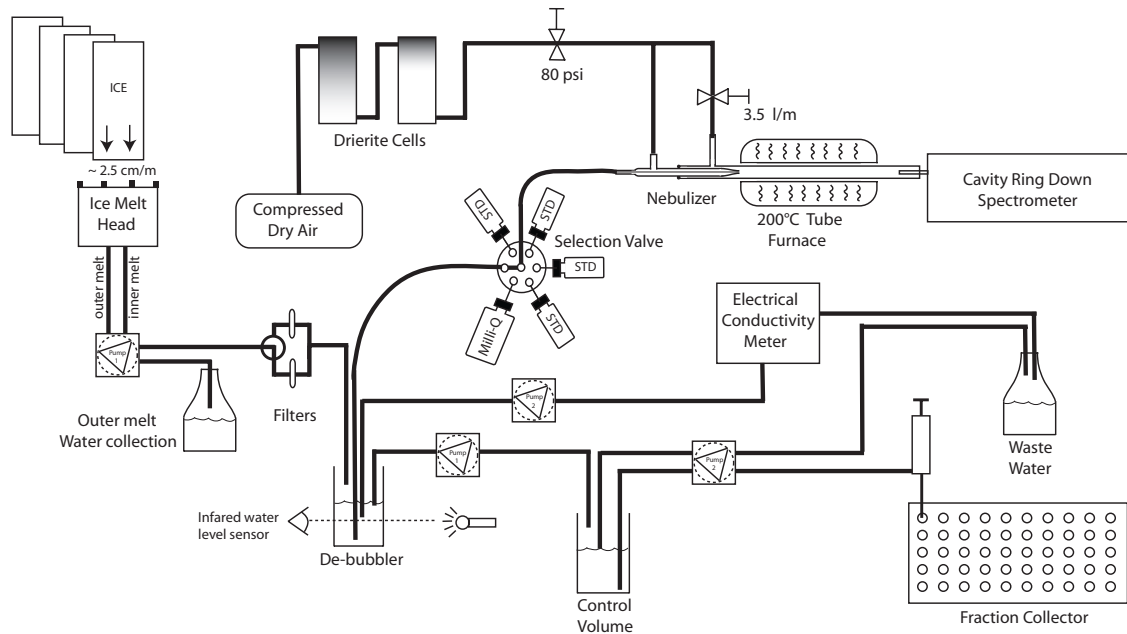 ICE
~ 2.5 cm/m
Ice Melt
Head
outer melt
inner melt
Pump
1
Outer melt
Water collection
Filters
Drierite Cells
Compressed
Dry Air
80 psi
3.5 l/m
Nebulizer
200°C Tube
Furnace
Cavity Ring Down
Spectrometer
Selection Valve
STD
STD
STD
STD
Milli-Q
Electrical
Conductivity
Meter
Pump
2
Pump
1
Pump
2
Waste
Water
Infared water
level sensor
De-bubbler
Control
Volume
Fraction Collector